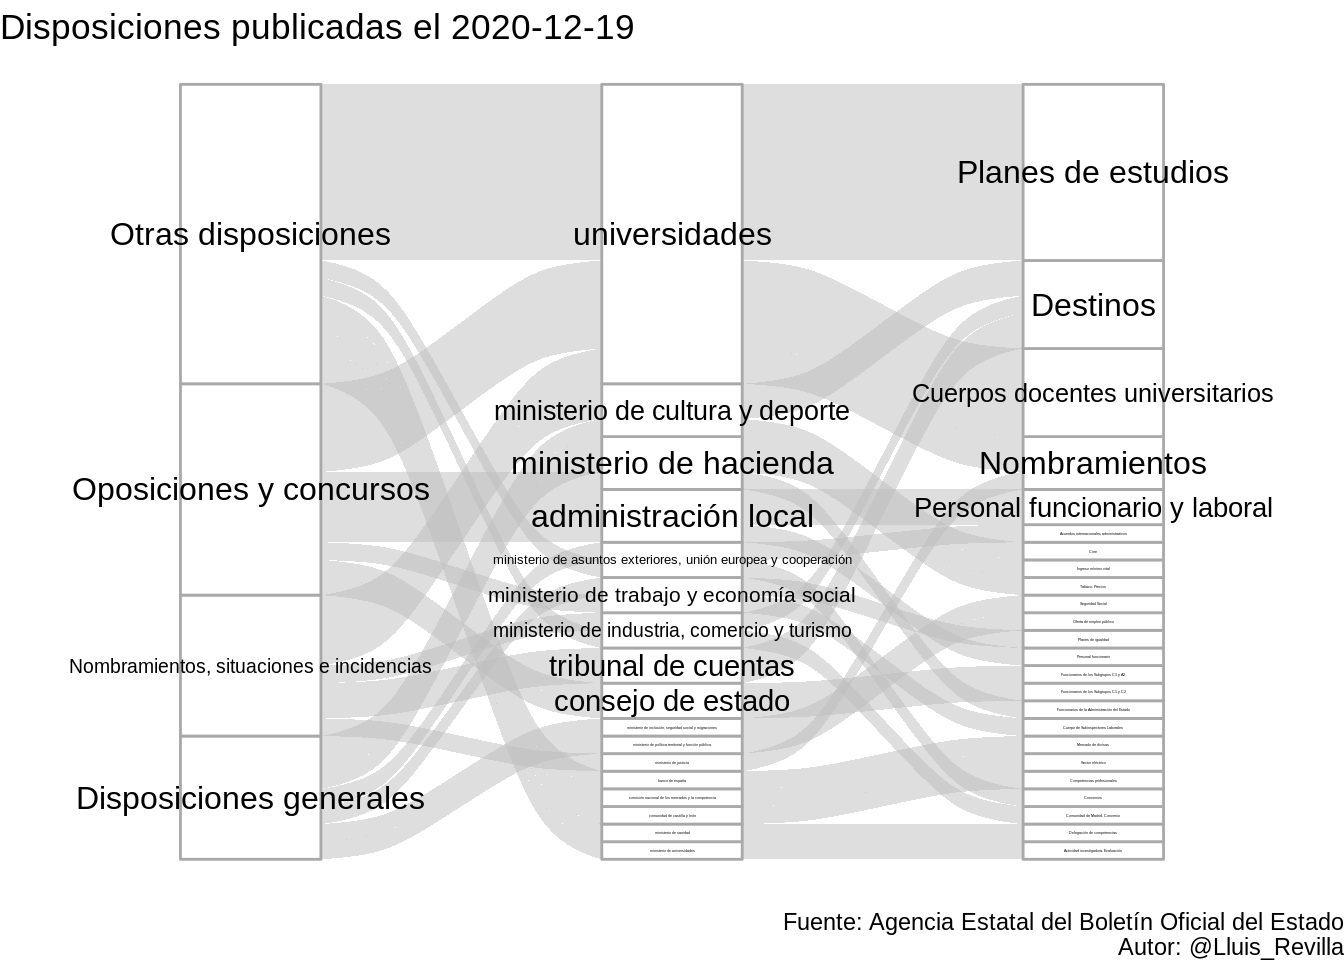 Disposiciones publicadas el 2020-12-19
Otras disposiciones
Oposiciones y concursos
Nombramientos, situaciones e incidencias
Disposiciones generales
universidades
ministerio de cultura y deporte
ministerio de hacienda
administración local
ministerio de asuntos exteriores, unión europea y cooperación
ministerio de trabajo y economía social
ministerio de industria, comercio y turismo
tribunal de cuentas
consejo de estado
ministerio de inclusión, seguridad social y migraciones
ministerio de política territorial y función pública
ministerio de justicia
banco de españa
comisión nacional de los mercados y la competencia
comunidad de castilla y león
ministerio de sanidad
ministerio de universidades
Planes de estudios
Destinos
Cuerpos docentes universitarios
Nombramientos
Personal funcionario y laboral
Acuerdos internacionales administrativos
Cese
Ingreso mínimo vital
Tabaco. Precios
Seguridad Social
Oferta de empleo público
Planes de igualdad
Personal funcionario
Funcionarios de los Subgrupos C1 y A2
Funcionarios de los Subgrupos C1 y C2
Funcionarios de la Administración del Estado
Cuerpo de Subinspectores Laborales
Mercado de divisas
Sector eléctrico
Competencias profesionales
Convenios
Comunidad de Madrid. Convenio
Delegación de competencias
Actividad investigadora. Evaluación
Fuente: Agencia Estatal del Boletín Oficial del Estado
Autor: @Lluis_Revilla